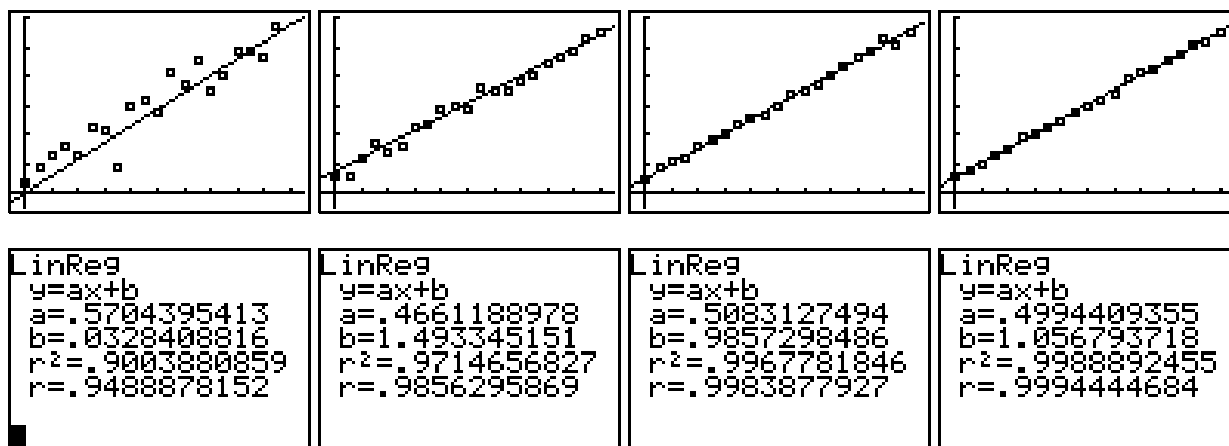 LinReg
y=ax+b
a=.5704395413
b=.0328408816
r²=.9003880859
r=.9488878152
LinReg
y=ax+b
a=.4661188978
b=1.493345151
r²=.9714656827
r=.9856295869
LinReg
y=ax+b
a=.5083127494
b=.9857298486
r²=.9967781846
r=.9983877927
LinReg
y=ax+b
a=.4994409355
b=1.056793718
r²=.9988892455
r=.9994444684